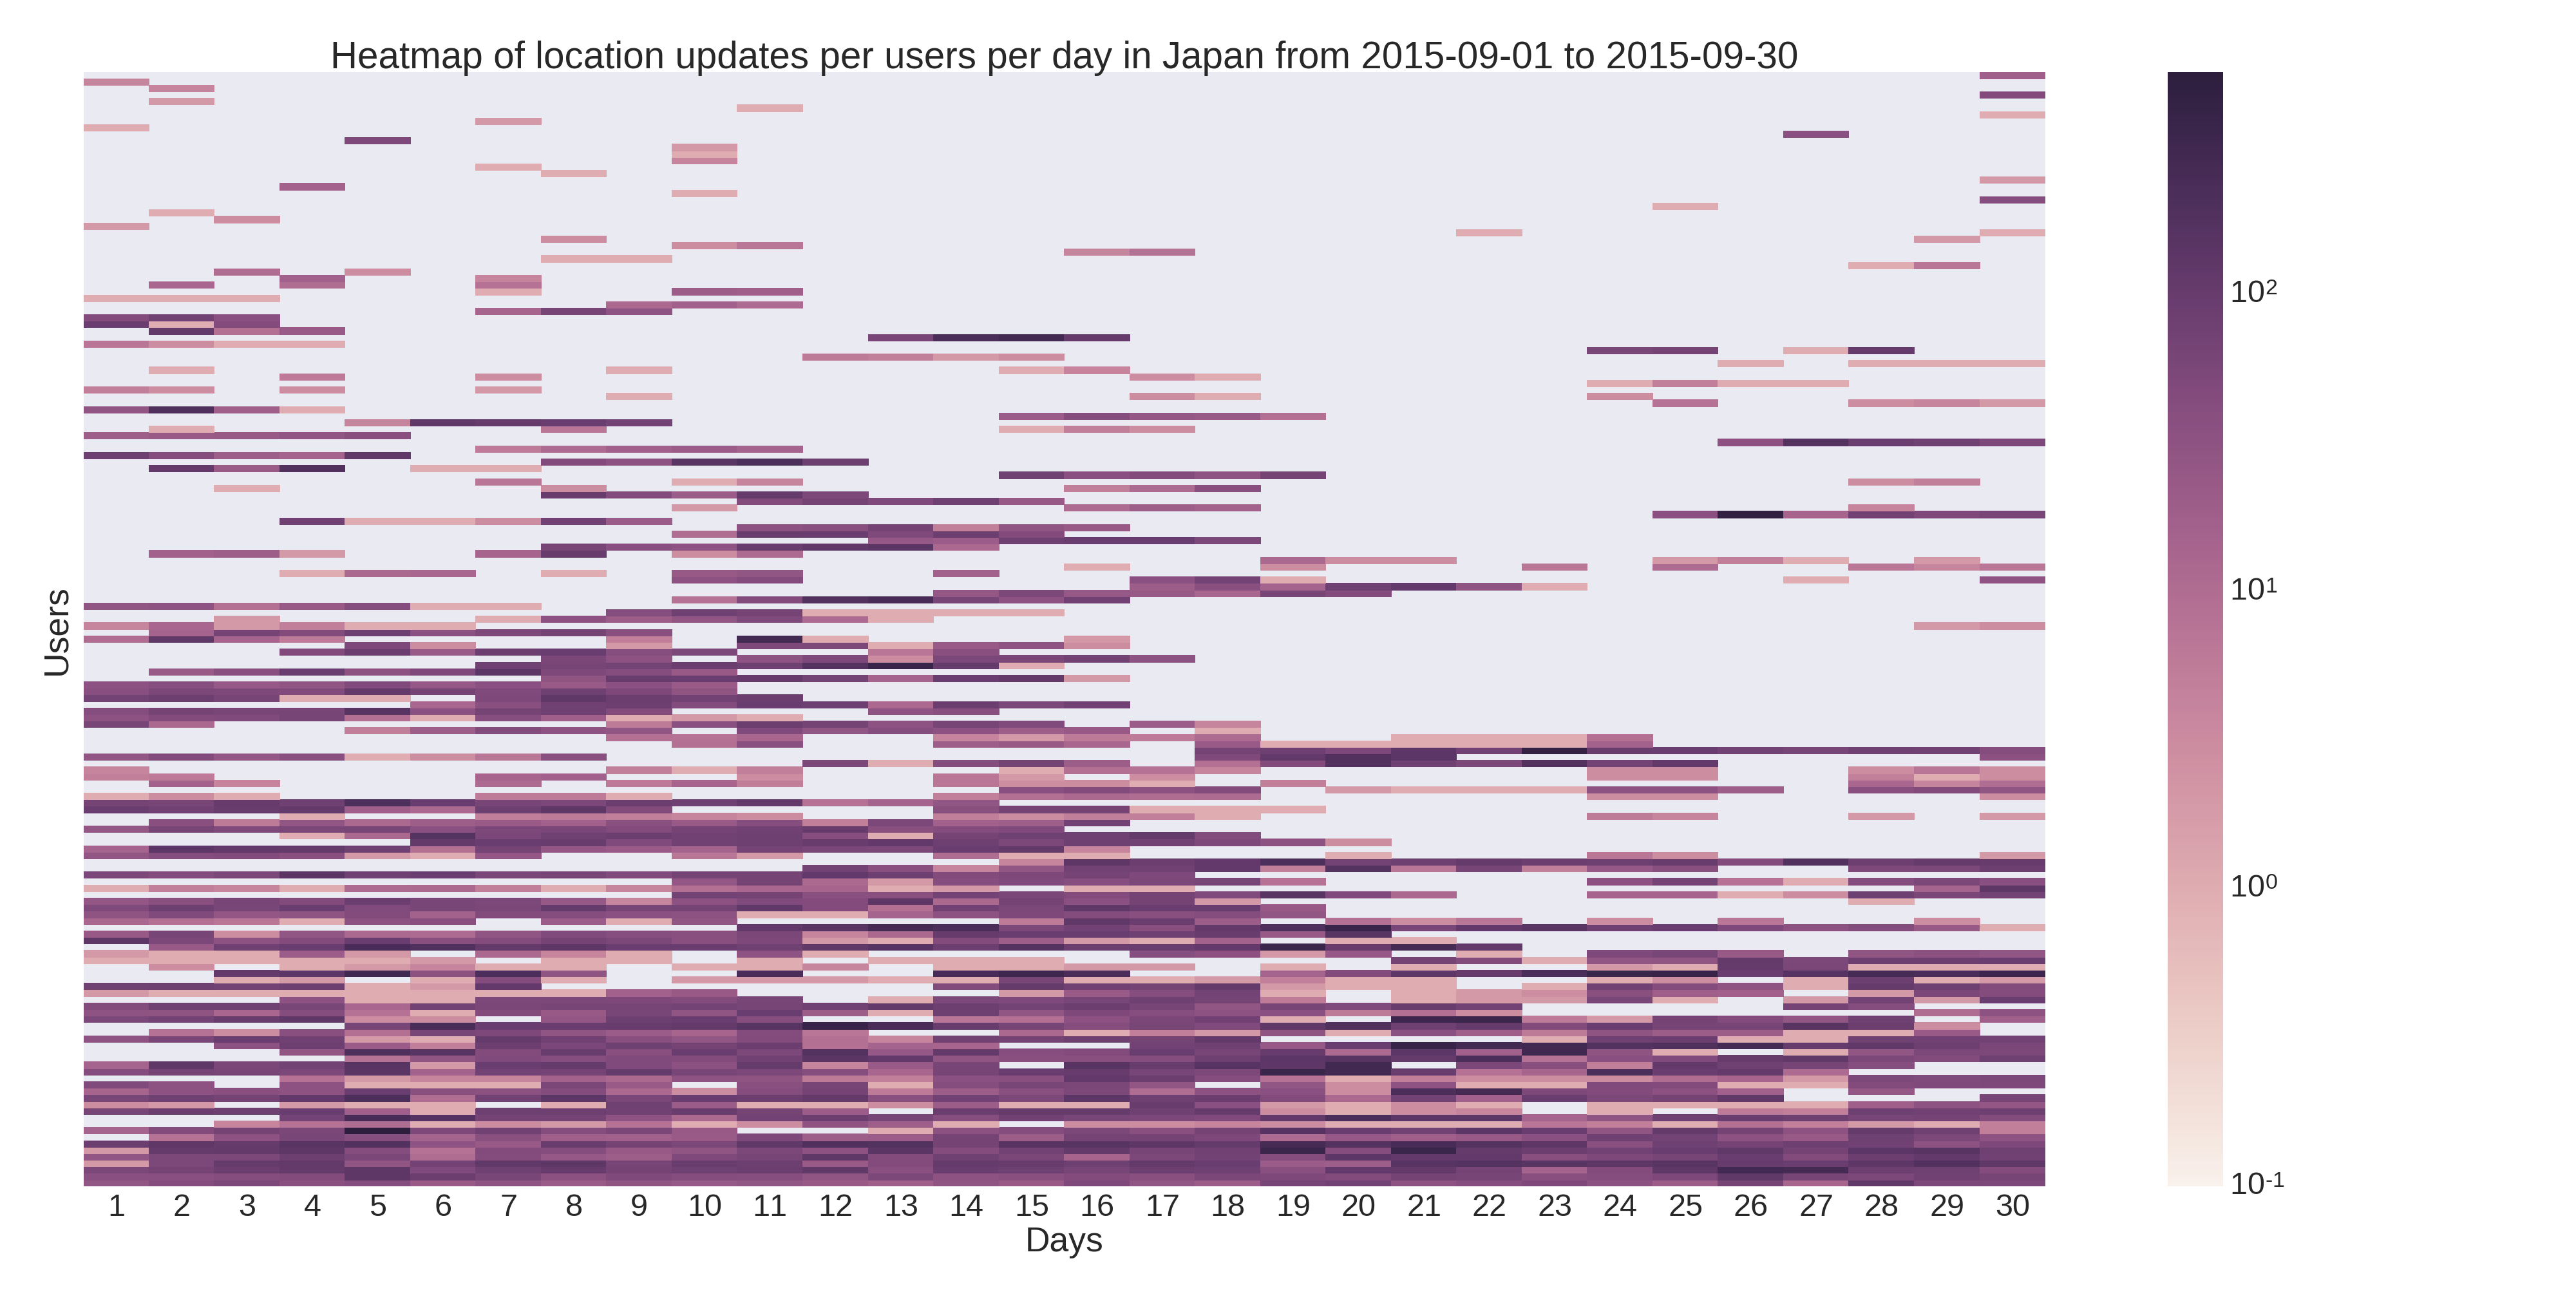 Heatmap of location updates per users per day in Japan from 2015-09-01 to 2015-09-30
10²
10¹
10⁰
10⁻¹
Users
1 2 3 4 5 6 7 8 9 10 11 12 13 14 15 16 17 18 19 20 21 22 23 24 25 26 27 28 29 30
Days